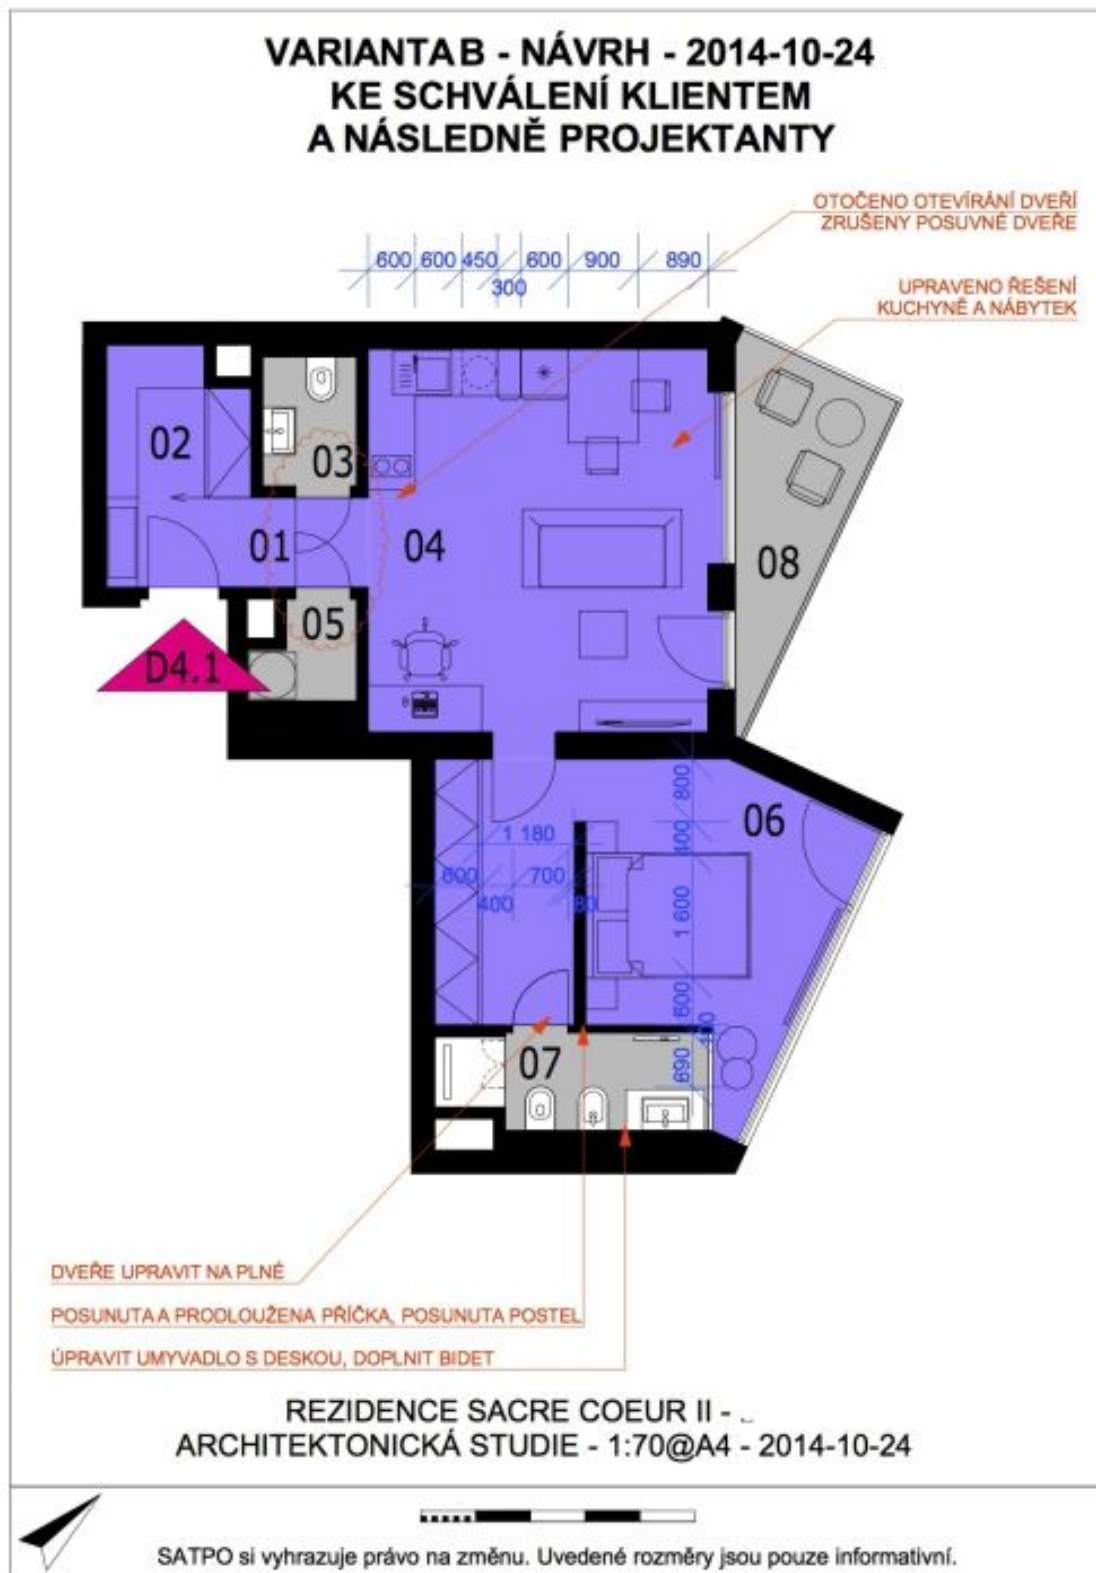 VARIANTA B - NÁVRH - 2014-10-24
KE SCHVÁLENÍ KLIENTEM
A NÁSLEDNĚ PROJEKTANTY
OTOČENO OTEVÍRÁNÍ DVEŘÍ
ZRUŠENY POSUVNÉ DVEŘE
600 600 450 600 900 890
300
UPRAVENO ŘEŠENÍ
KUCHYNĚ A NÁBYTEK
02
03
01
04
08
05
D4.1
800
06
1 180
400
600 700
400 80
1 600
600
07
690
DVEŘE UPRAVIT NA PLNÉ
POSUNUTA A PRODLOUŽENA PŘÍČKA, POSUNUTA POSTEL
ÚPRAVIT UMYVADLO S DESKOU, DOPLNIT BIDET
REZIDENCE SACRE COEUR II -
ARCHITEKTONICKÁ STUDIE - 1:70@A4 - 2014-10-24
SATPO si vyhrazuje právo na změnu. Uvedené rozměry jsou pouze informativní.